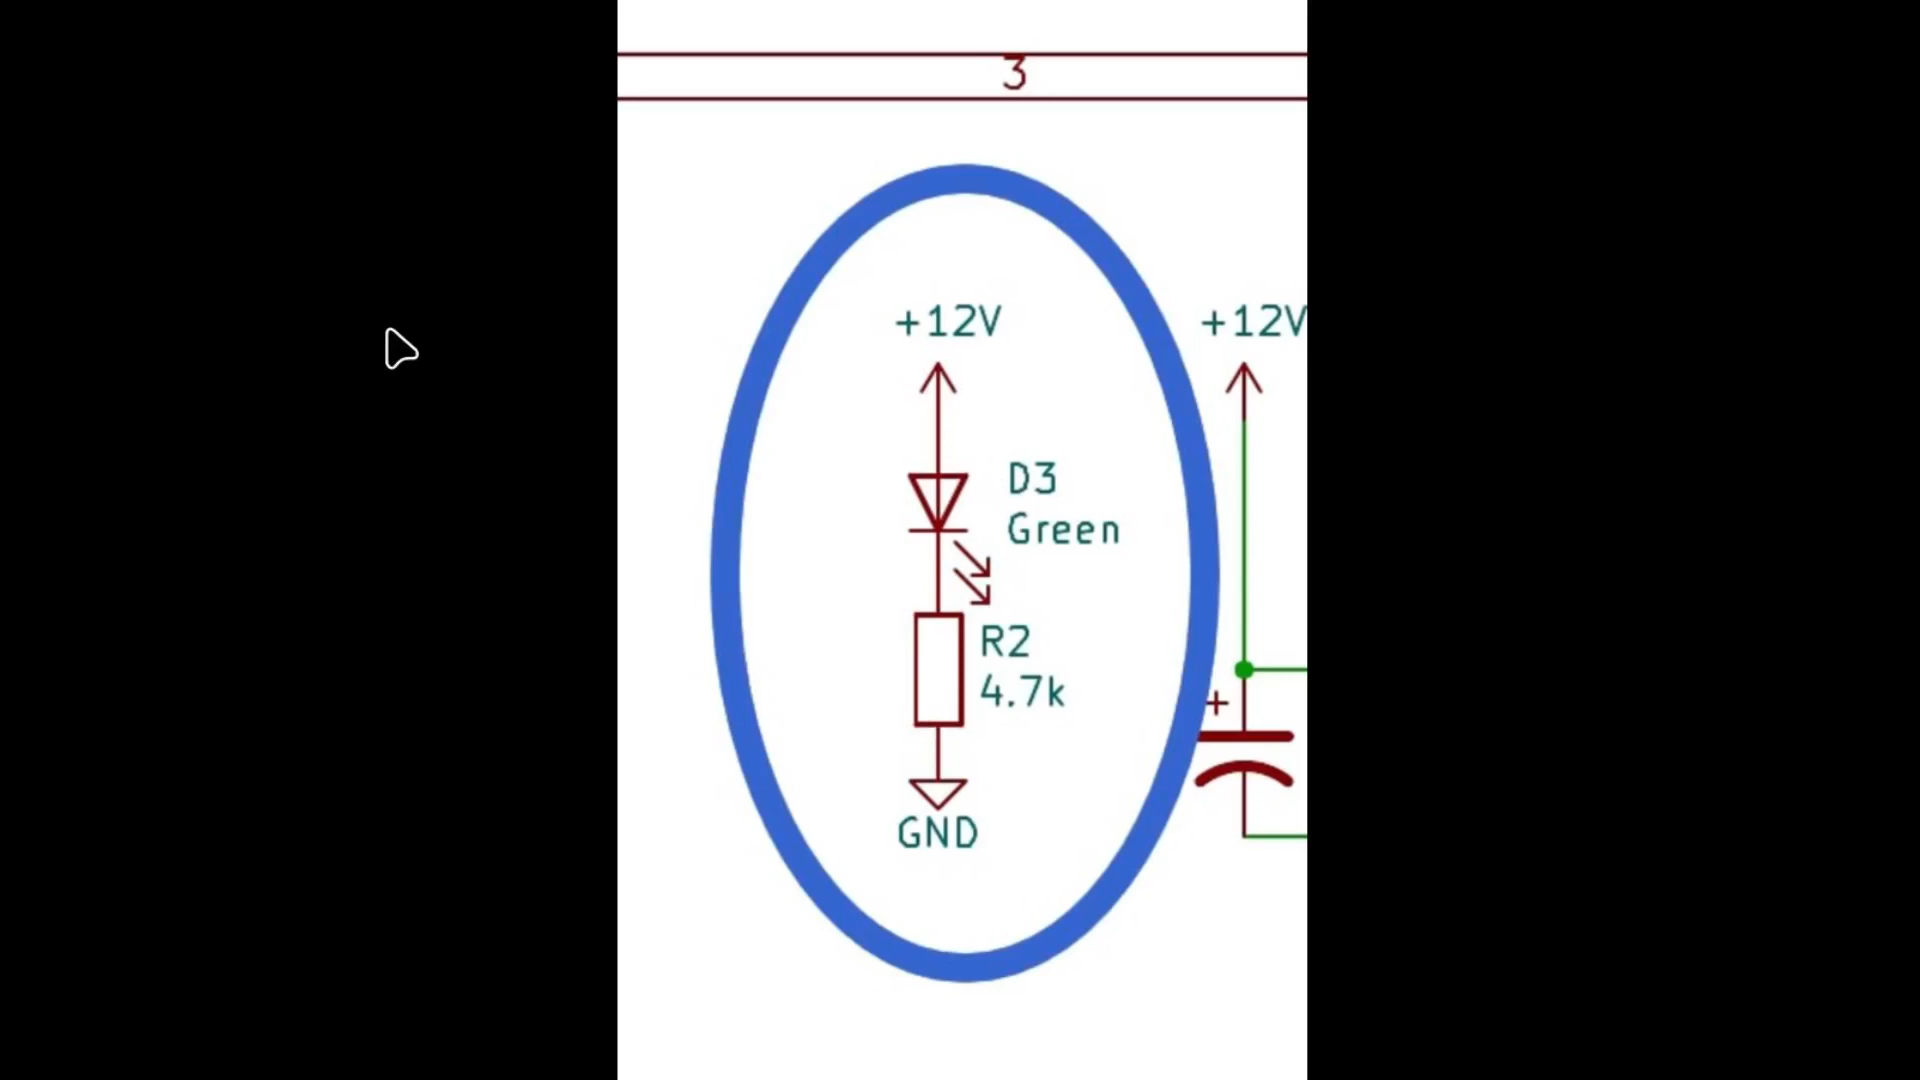 3
+12V
+12V
D3
Green
R2
4.7k
+
GND